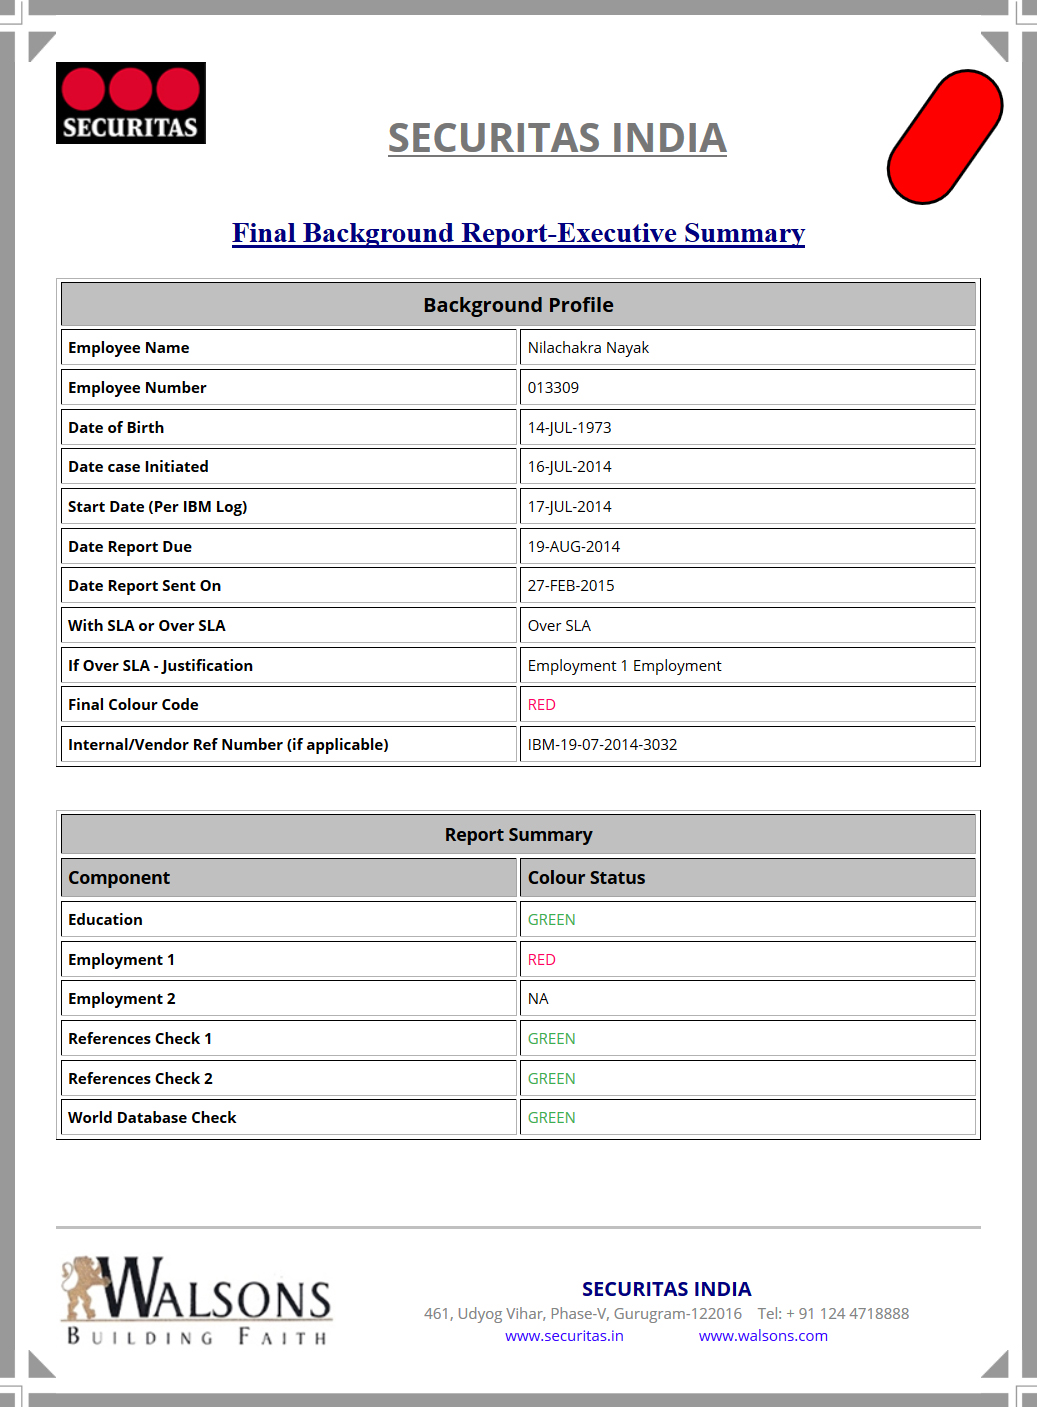 SECURITAS
SECURITAS INDIA
Final Background Report-Executive Summary
Background Profile
Employee Name Nilachakra Nayak
Employee Number 013309
Date of Birth 14-JUL-1973
Date case Initiated 16-JUL-2014
Start Date (Per IBM Log) 17-JUL-2014
Date Report Due 19-AUG-2014
Date Report Sent On 27-FEB-2015
With SLA or Over SLA Over SLA
If Over SLA - Justification Employment 1 Employment
Final Colour Code RED
Internal/Vendor Ref Number (if applicable) IBM-19-07-2014-3032
Report Summary
Component Colour Status
Education GREEN
Employment 1 RED
Employment 2 NA
References Check 1 GREEN
References Check 2 GREEN
World Database Check GREEN
WALSONS
BUILDING FAITH
SECURITAS INDIA
461, Udyog Vihar, Phase-V, Gurugram-122016 Tel: + 91 124 4718888
www.securitas.in www.walsons.com